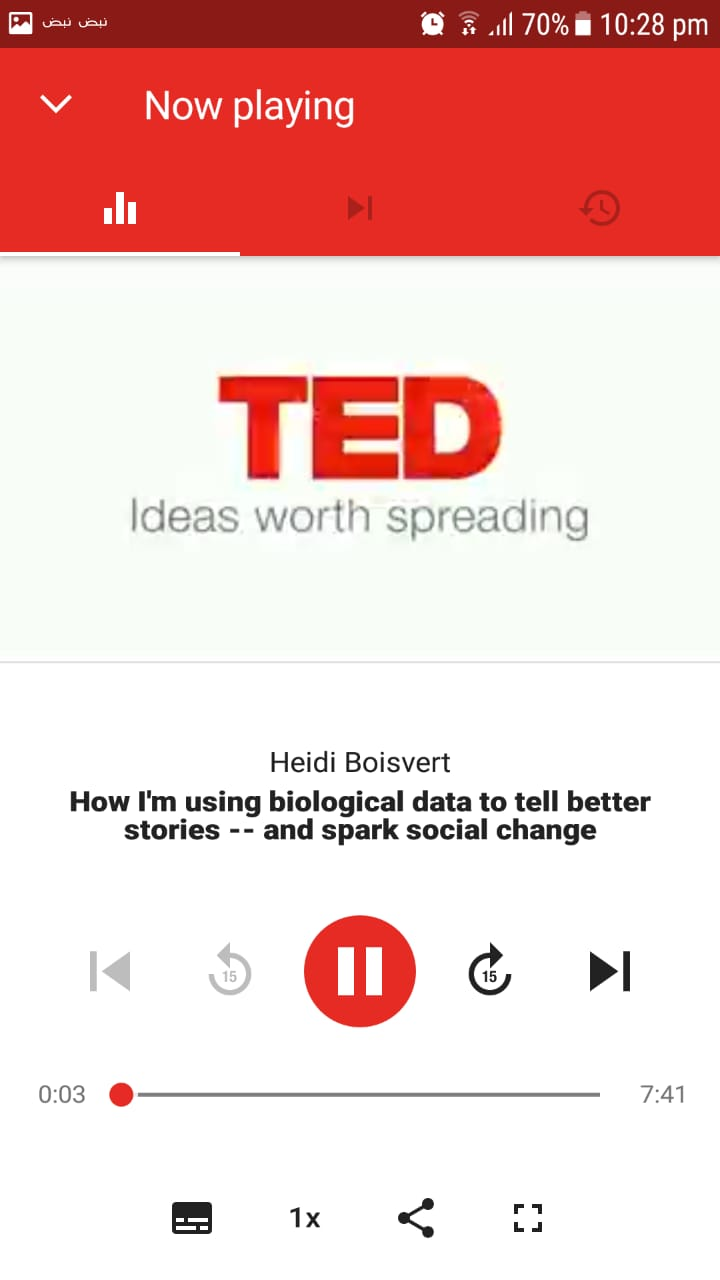 نبض نبض
70% 10:28 pm
Now playing
TED
Ideas worth spreading
Heidi Boisvert
How I'm using biological data to tell better
stories -- and spark social change
15
15
0:03
7:41
1x